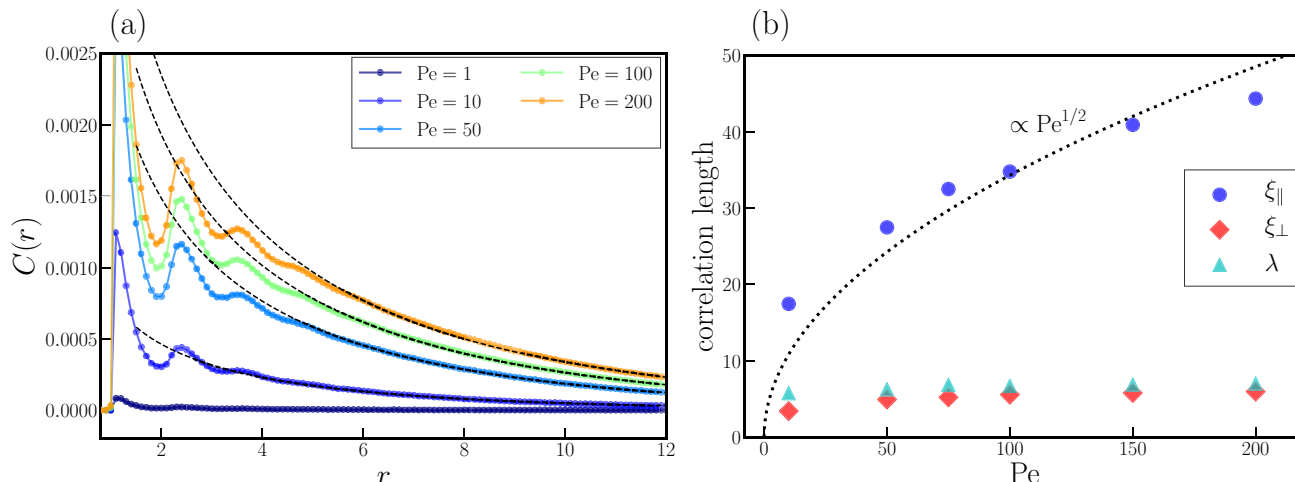 (a)
C(r)
0.0025
0.0020
0.0015
0.0010
0.0005
0.0000
Pe = 1
Pe = 10
Pe = 50
Pe = 100
Pe = 200
2
4
6
8
10
12
r
(b)
correlation length
50
40
30
20
10
0
∝ Pe^{1/2}
ξ∥
ξ⊥
λ
0
50
100
150
200
Pe